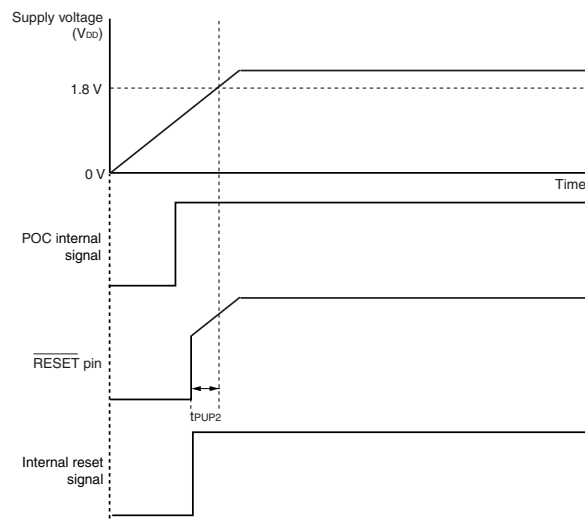 Supply voltage
(VDD)
1.8 V
0 V
Time
POC internal
signal
RESET pin
tPUP2
Internal reset
signal